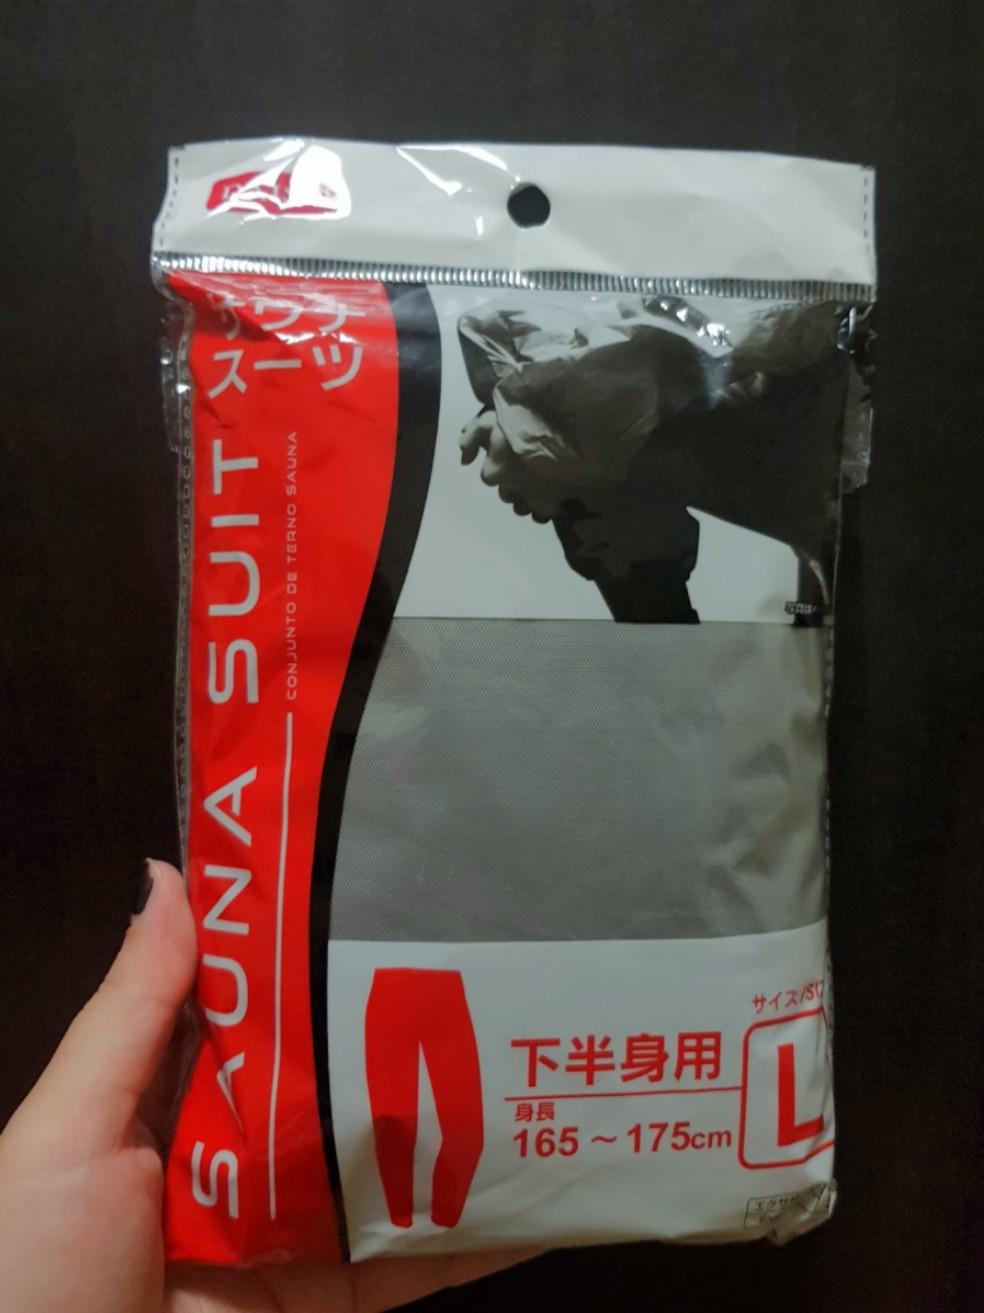 サウナ
スーツ
SAUNA SUIT
CONJUNTO DE TERNO SAUNA
サイズ/SIZ
L
下半身用
身長
165～175cm